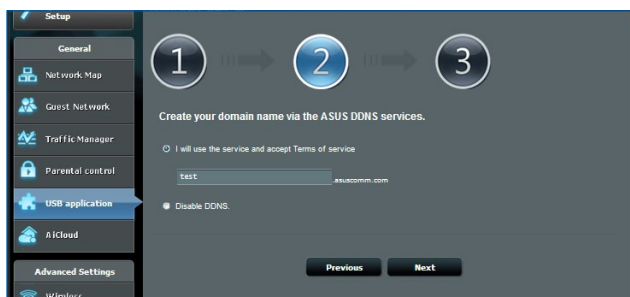 Setup
General
Network Map
Guest Network
Traffic Manager
Parental control
USB application
AiCloud
Advanced Settings
Wireless
1
2
3
Create your domain name via the ASUS DDNS services.
I will use the service and accept Terms of service
test .asuscomm.com
Disable DDNS.
Previous Next